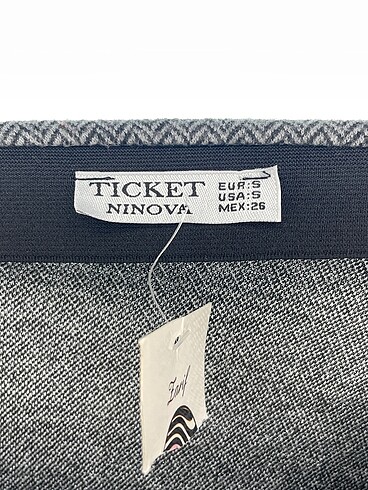 TICKET
NINOVA
EUR:S
USA:S
MEX:26